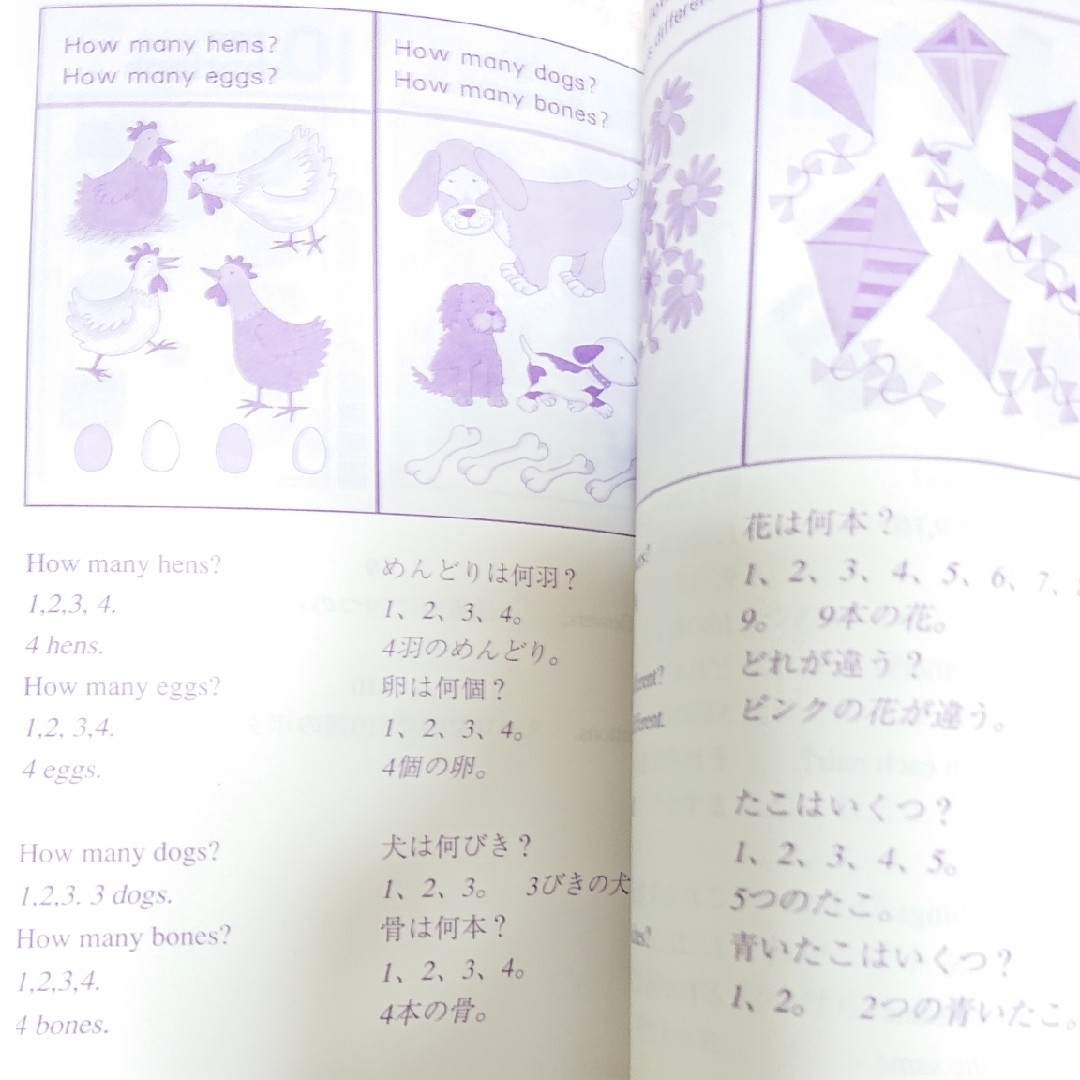 How many hens?
How many eggs?
How many dogs?
How many bones?
How many hens?
1,2,3, 4.
4 hens.
How many eggs?
1,2, 3,4.
4 eggs.
How many dogs?
1,2,3. 3 dogs.
How many bones?
1,2,3,4.
4 bones.
めんどりは何羽？
1、2、3、4。
4羽のめんどり。
卵は何個？
1、2、3、4。
4個の卵。
犬は何びき？
1、2、3。 3びきの犬
骨は何本？
1、2、3、4。
4本の骨。
花は何本？
1、2、3、4、5、6、7、
9。 9本の花。
どれが違う？
ピンクの花が違う。
たこはいくつ？
1、2、3、4、5。
5つのたこ。
青いたこはいくつ？
1、2。 2つの青いたこ。